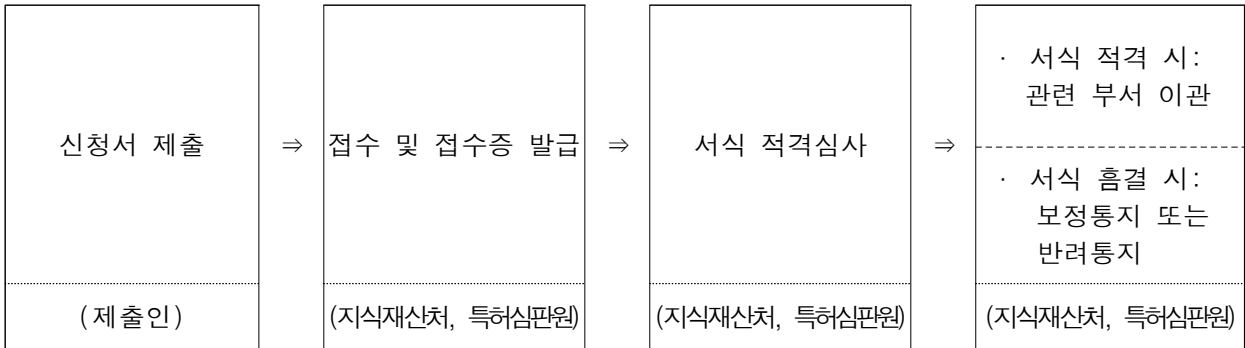 신청서 제출
⇒
접수 및 접수증 발급
⇒
서식 적격심사
⇒
· 서식 적격 시:
관련 부서 이관
· 서식 흠결 시:
보정통지 또는
반려통지
(제출인)
(지식재산처, 특허심판원)
(지식재산처, 특허심판원)
(지식재산처, 특허심판원)